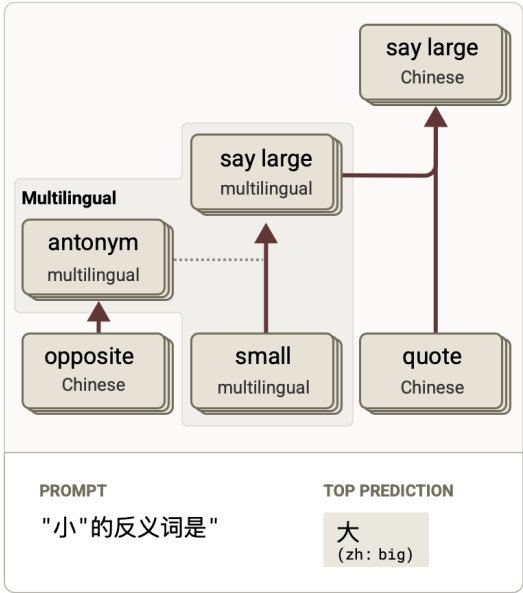 say large
Chinese
say large
multilingual
Multilingual
antonym
multilingual
opposite
Chinese
small
multilingual
quote
Chinese
PROMPT
"小"的反义词是"
TOP PREDICTION
大
(zh: big)